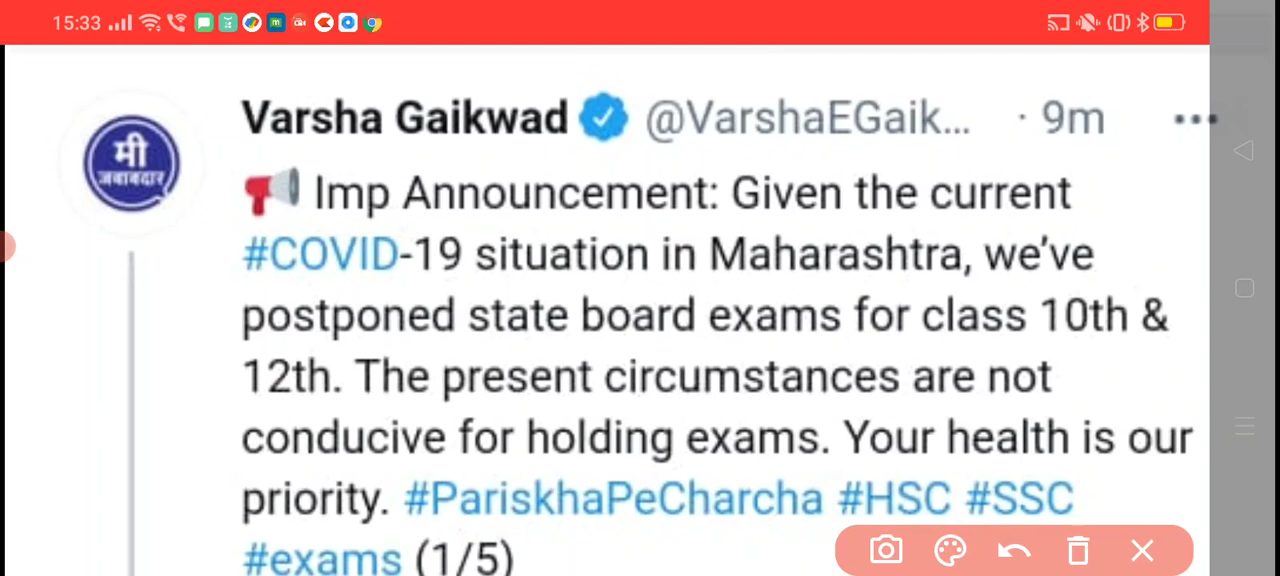 15:33
Varsha Gaikwad @VarshaEGaik... · 9m
मी
जबाबदार
Imp Announcement: Given the current
#COVID-19 situation in Maharashtra, we've
postponed state board exams for class 10th &
12th. The present circumstances are not
conducive for holding exams. Your health is our
priority. #PariskhaPeCharcha #HSC #SSC
#exams (1/5)